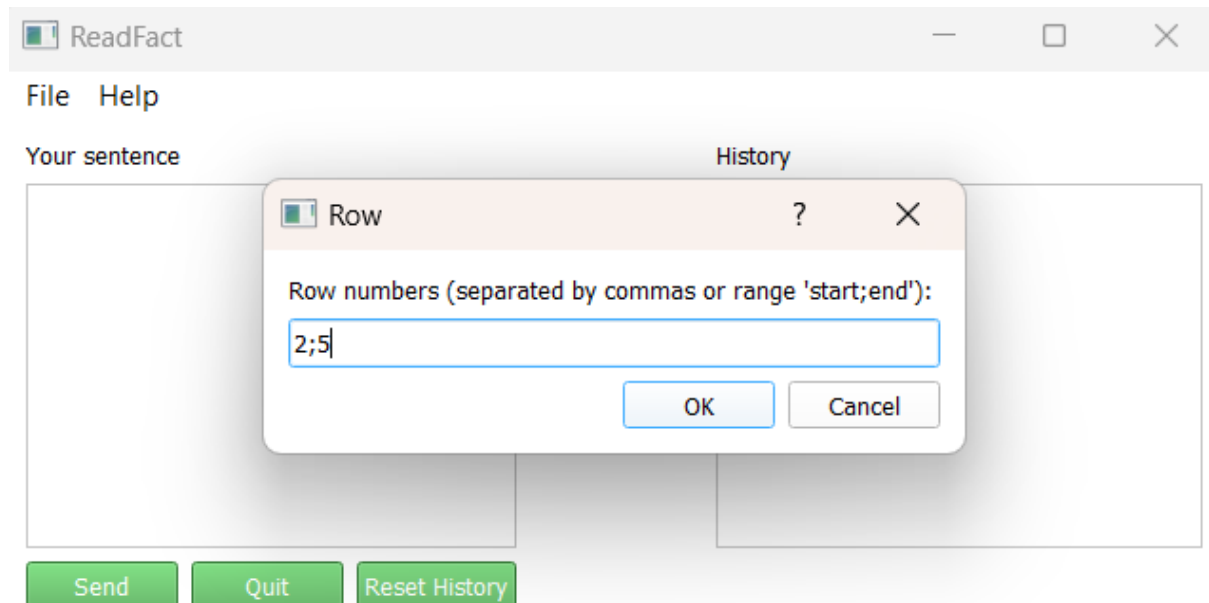 ReadFact
File Help
Your sentence
History
Row
?
Row numbers (separated by commas or range 'start;end'):
2;5
OK
Cancel
Send
Quit
Reset History